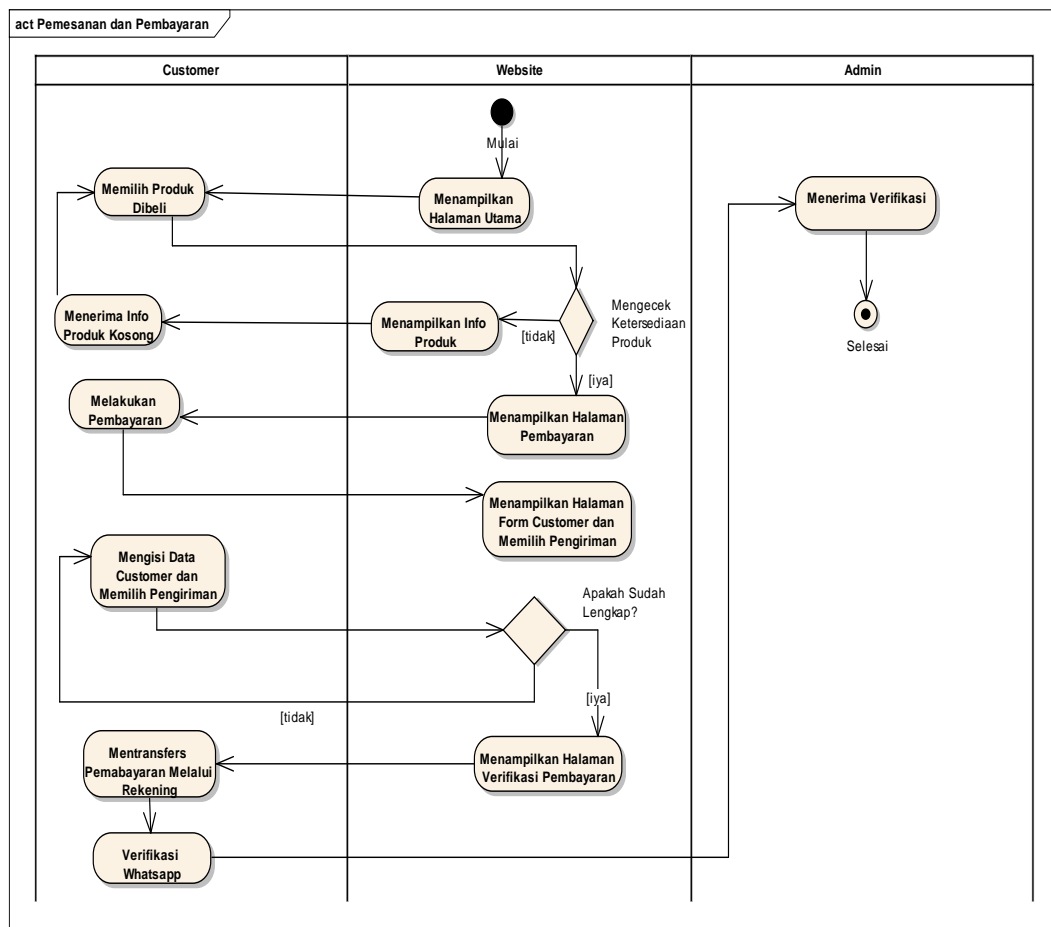 act Pemesanan dan Pembayaran
Customer
Website
Admin
Mulai
Memilih Produk
Dibeli
Menampilkan
Halaman Utama
Menerima Verifikasi
Menerima Info
Produk Kosong
Menampilkan Info
Produk
[tidak]
Mengecek
Ketersediaan
Produk
Selesai
[iya]
Melakukan
Pembayaran
Menampilkan Halaman
Pembayaran
Menampilkan Halaman
Form Customer dan
Memilih Pengiriman
Mengisi Data
Customer dan
Memilih Pengiriman
Apakah Sudah
Lengkap?
[iya]
[tidak]
Mentransfers
Pemabayaran Melalui
Rekening
Menampilkan Halaman
Verifikasi Pembayaran
Verifikasi
Whatsapp